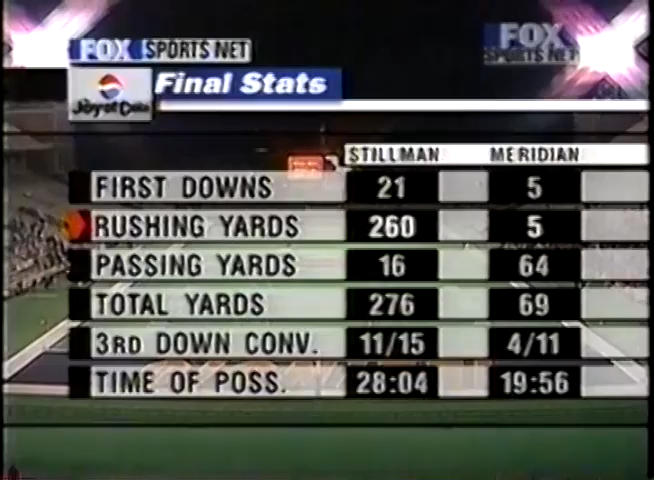 FOX SPORTS NET
FOX SPORTS NET
Joy of Cola
Final Stats
STILLMAN MERIDIAN
FIRST DOWNS 21 5
RUSHING YARDS 260 5
PASSING YARDS 16 64
TOTAL YARDS 276 69
3RD DOWN CONV. 11/15 4/11
TIME OF POSS. 28:04 19:56